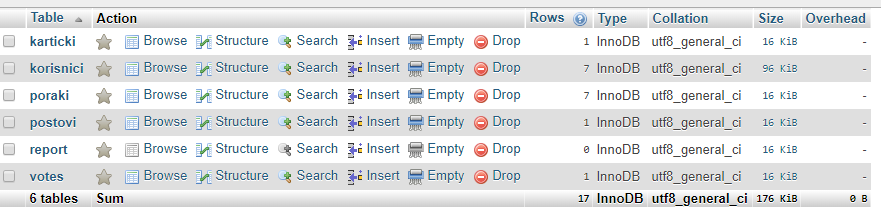 Table Action Rows Type Collation Size Overhead
karticki Browse Structure Search Insert Empty Drop 1 InnoDB utf8_general_ci 16 KiB -
korisnici Browse Structure Search Insert Empty Drop 7 InnoDB utf8_general_ci 96 KiB -
poraki Browse Structure Search Insert Empty Drop 7 InnoDB utf8_general_ci 16 KiB -
postovi Browse Structure Search Insert Empty Drop 1 InnoDB utf8_general_ci 16 KiB -
report Browse Structure Search Insert Empty Drop 0 InnoDB utf8_general_ci 16 KiB -
votes Browse Structure Search Insert Empty Drop 1 InnoDB utf8_general_ci 16 KiB -
6 tables Sum 17 InnoDB utf8_general_ci 176 KiB 0 B